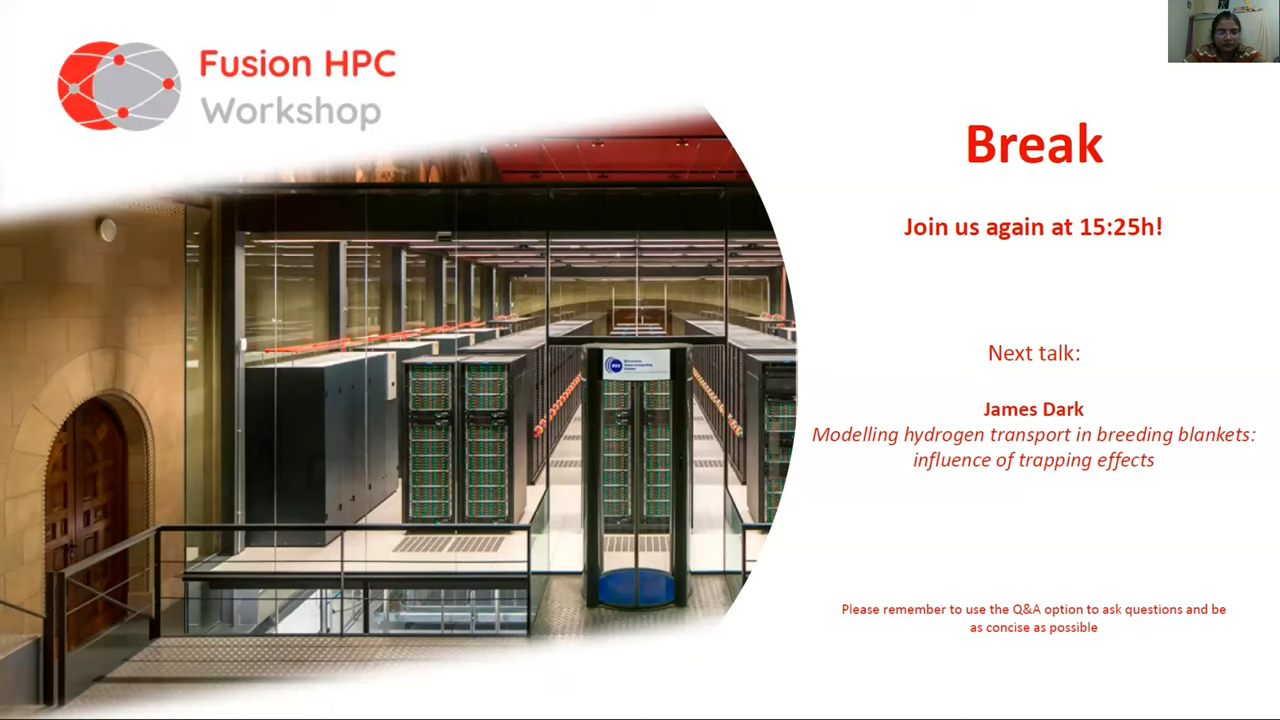 Fusion HPC
Workshop
Break
Join us again at 15:25h!
Next talk:
James Dark
Modelling hydrogen transport in breeding blankets:
influence of trapping effects
Please remember to use the Q&A option to ask questions and be
as concise as possible